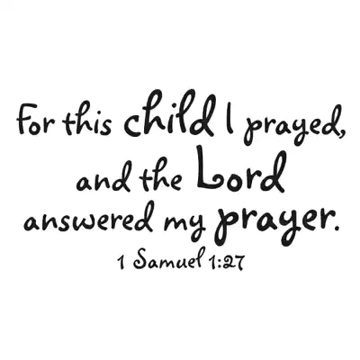 For this child I prayed,
and the Lord
answered my prayer.
1 Samuel 1:27